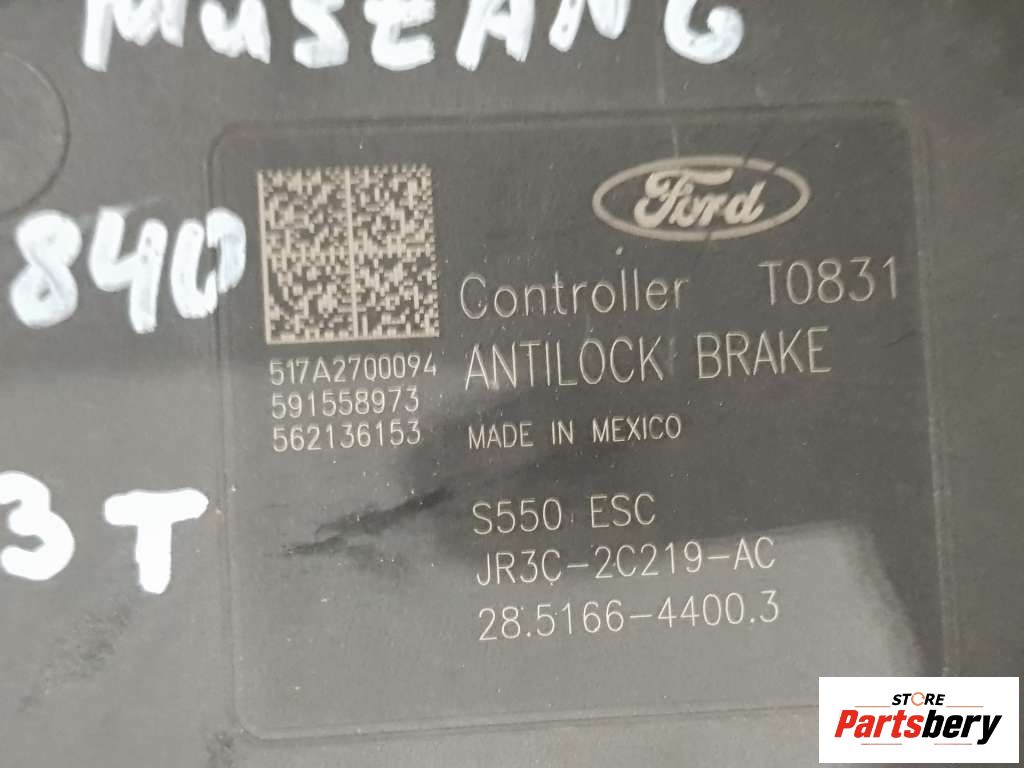 MUSTANG
Ford
840
Controller T0831
517A2700094
ANTILOCK BRAKE
591558973
562136153
MADE IN MEXICO
3T
S550 ESC
JR3C-2C219-AC
28.5166-4400.3
STORE
Partsbery